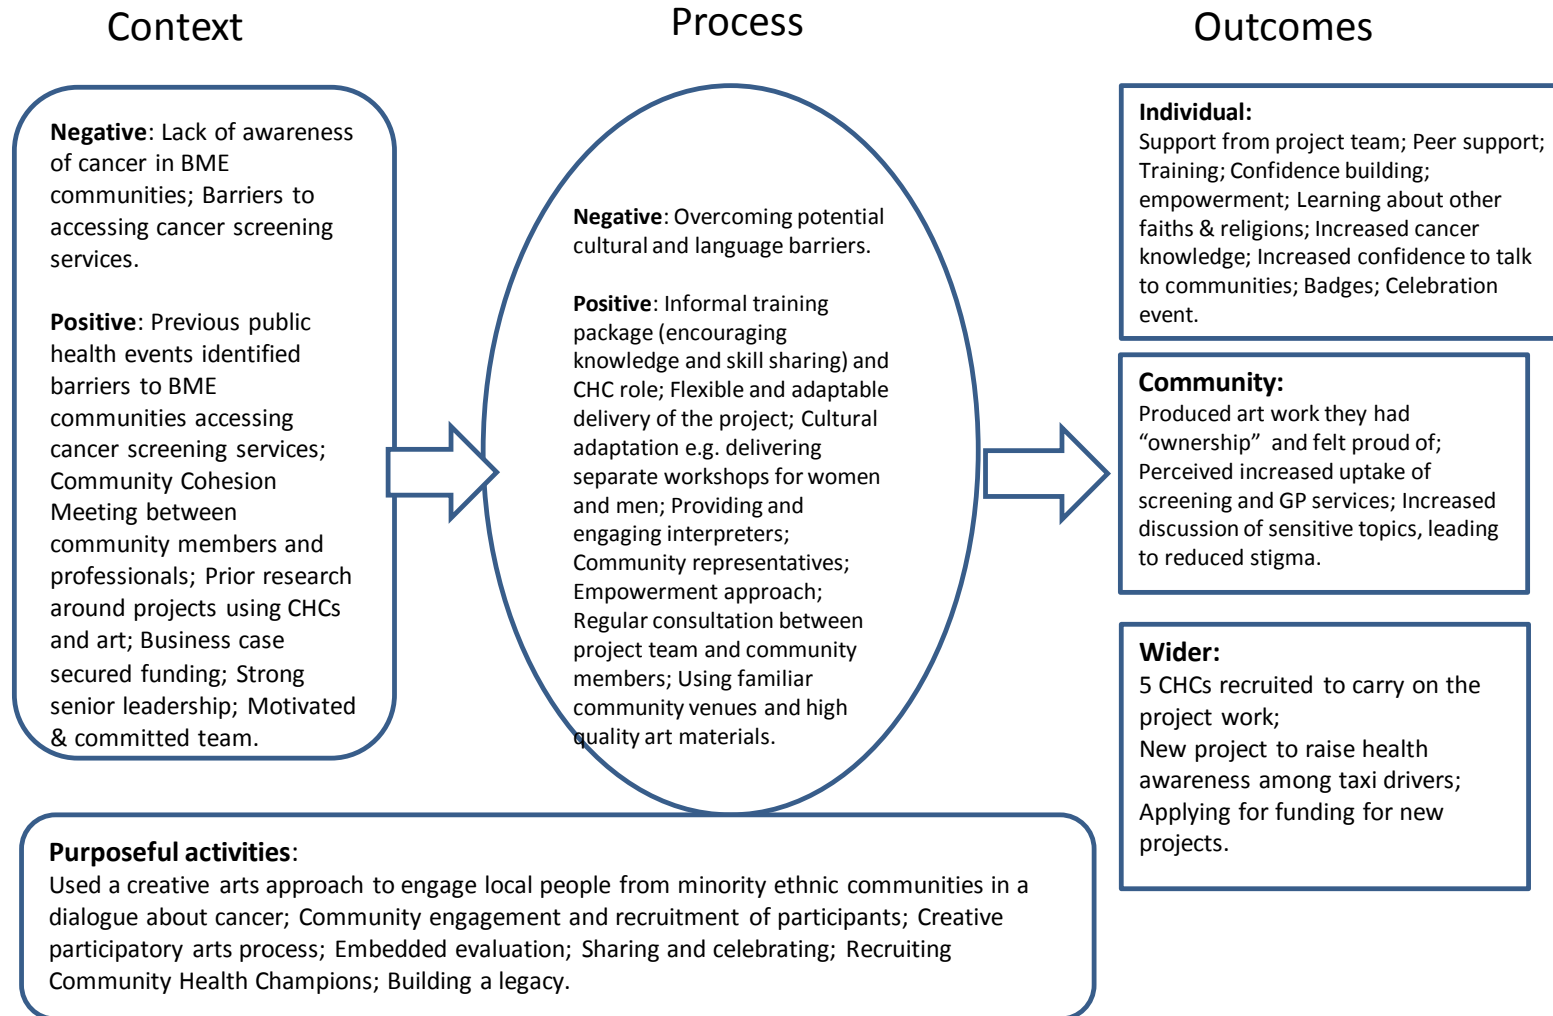 Context
Process
Outcomes
Negative: Lack of awareness
of cancer in BME
communities; Barriers to
accessing cancer screening
services.
Positive: Previous public
health events identified
barriers to BME
communities accessing
cancer screening services;
Community Cohesion
Meeting between
community members and
professionals; Prior research
around projects using CHCs
and art; Business case
secured funding; Strong
senior leadership; Motivated
& committed team.
Negative: Overcoming potential
cultural and language barriers.
Positive: Informal training
package (encouraging
knowledge and skill sharing) and
CHC role; Flexible and adaptable
delivery of the project; Cultural
adaptation e.g. delivering
separate workshops for women
and men; Providing and
engaging interpreters;
Community representatives;
Empowerment approach;
Regular consultation between
project team and community
members; Using familiar
community venues and high
quality art materials.
Individual:
Support from project team; Peer support;
Training; Confidence building;
empowerment; Learning about other
faiths & religions; Increased cancer
knowledge; Increased confidence to talk
to communities; Badges; Celebration
event.
Community:
Produced art work they had
“ownership” and felt proud of;
Perceived increased uptake of
screening and GP services; Increased
discussion of sensitive topics, leading
to reduced stigma.
Wider:
5 CHCs recruited to carry on the
project work;
New project to raise health
awareness among taxi drivers;
Applying for funding for new
projects.
Purposeful activities:
Used a creative arts approach to engage local people from minority ethnic communities in a
dialogue about cancer; Community engagement and recruitment of participants; Creative
participatory arts process; Embedded evaluation; Sharing and celebrating; Recruiting
Community Health Champions; Building a legacy.